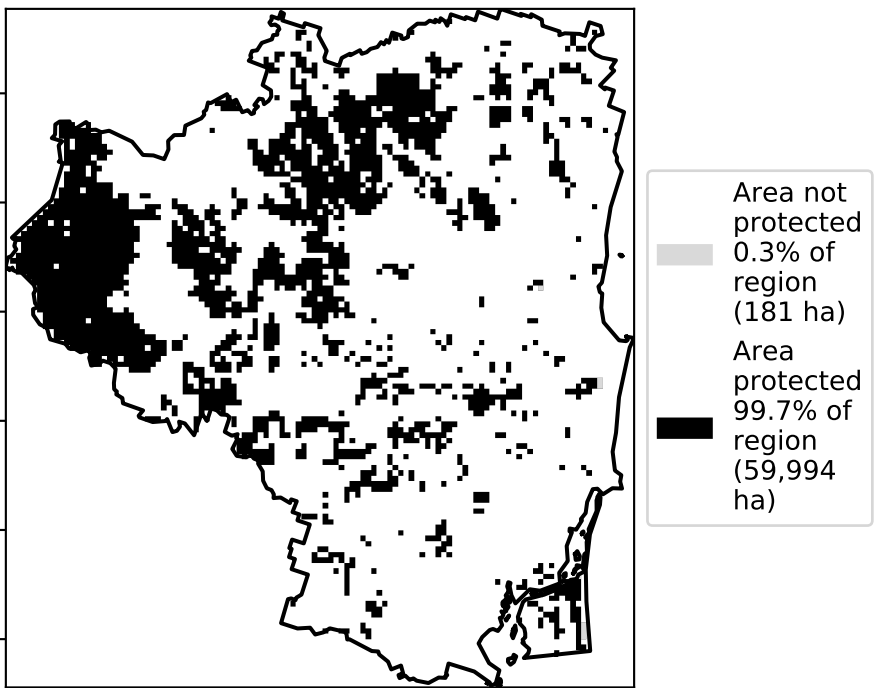 Area not
protected
0.3% of
region
(181 ha)
Area
protected
99.7% of
region
(59,994
ha)